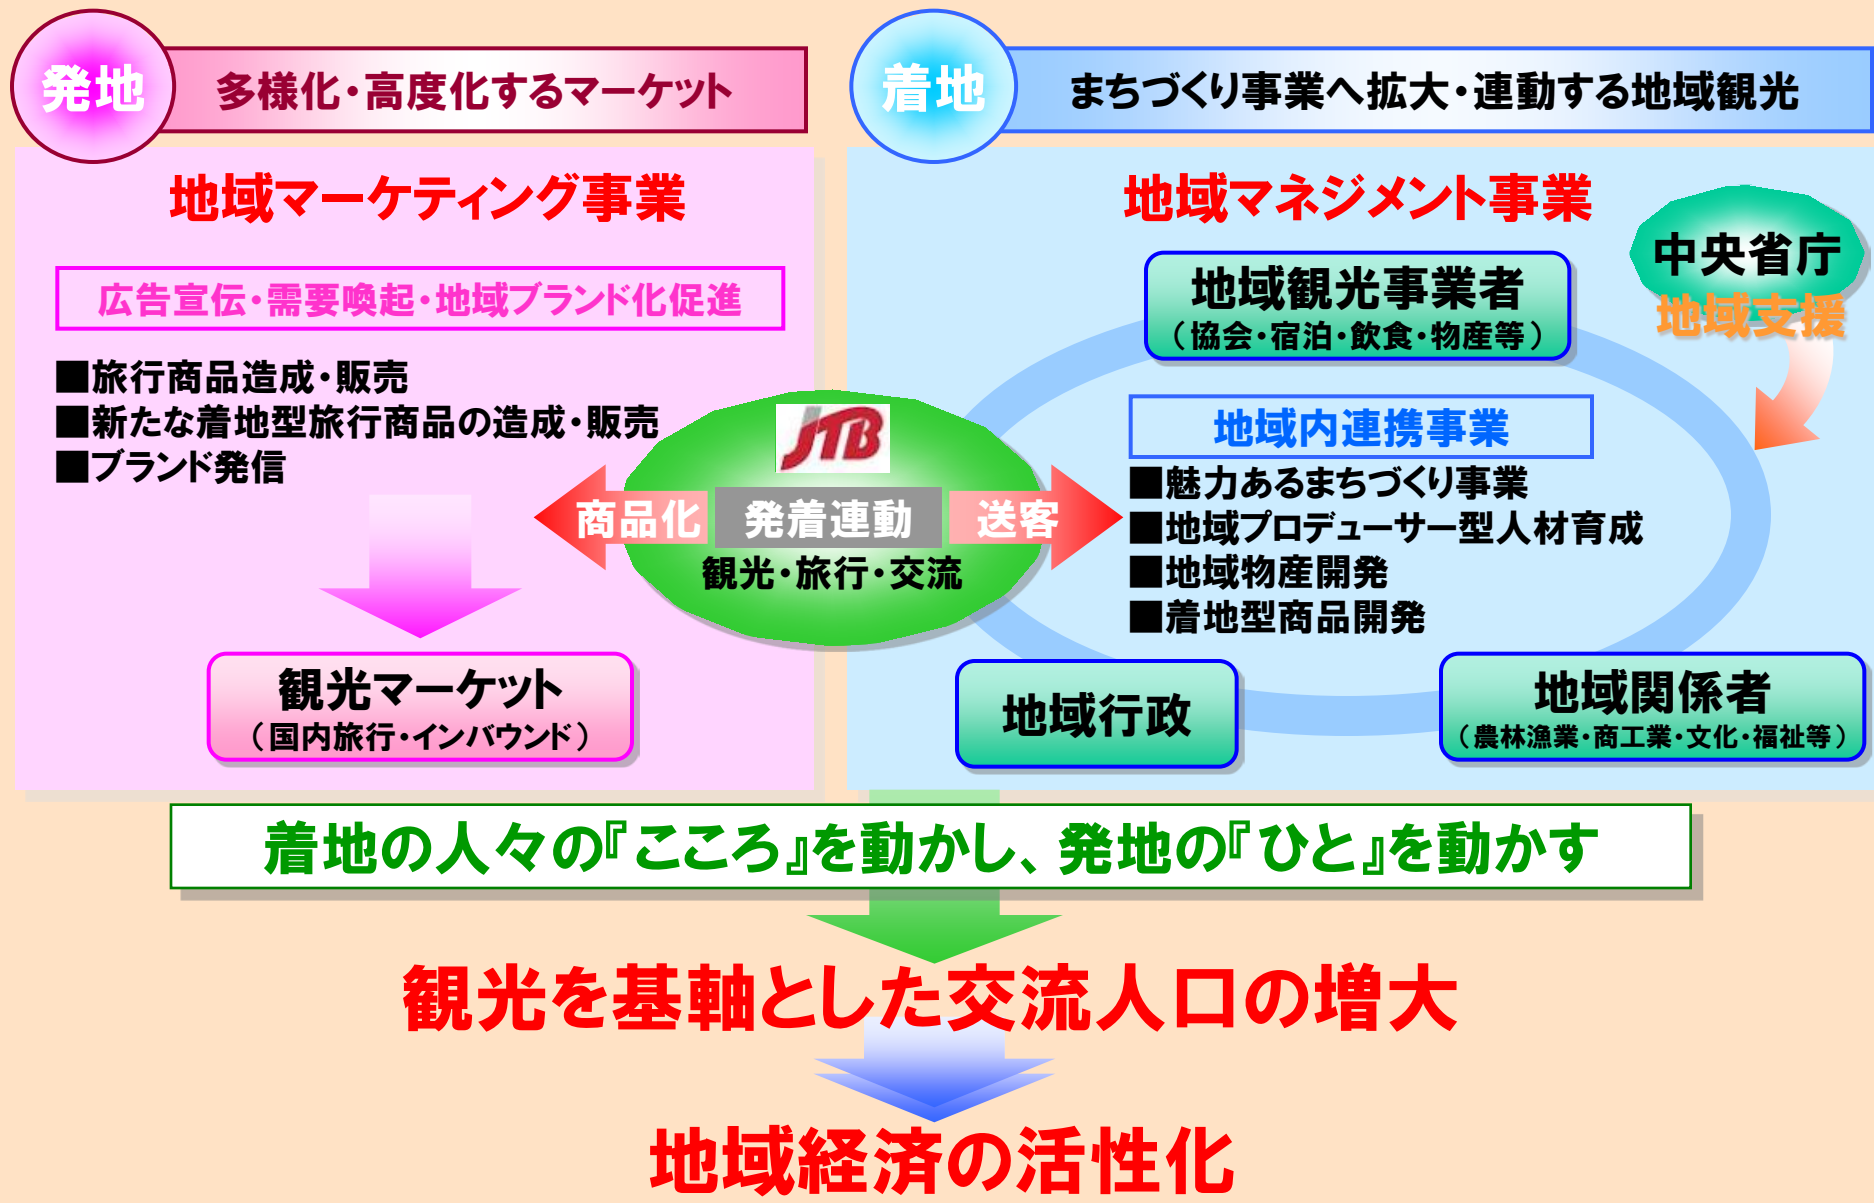 発地
多様化・高度化するマーケット
地域マーケティング事業
広告宣伝・需要喚起・地域ブランド化促進
■旅行商品造成・販売
■新たな着地型旅行商品の造成・販売
■ブランド発信
観光マーケット
（国内旅行・インバウンド）
JTB
商品化
発着連動
送客
観光・旅行・交流
着地
まちづくり事業へ拡大・連動する地域観光
地域マネジメント事業
中央省庁
地域支援
地域観光事業者
（協会・宿泊・飲食・物産等）
地域内連携事業
■魅力あるまちづくり事業
■地域プロデューサー型人材育成
■地域物産開発
■着地型商品開発
地域行政
地域関係者
（農林漁業・商工業・文化・福祉等）
着地の人々の『こころ』を動かし、発地の『ひと』を動かす
観光を基軸とした交流人口の増大
地域経済の活性化